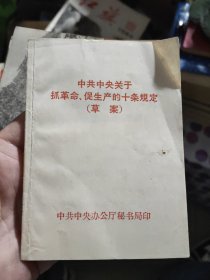 中共中央关于
抓革命、促生产的十条规定
（草案）
中共中央办公厅秘书局印